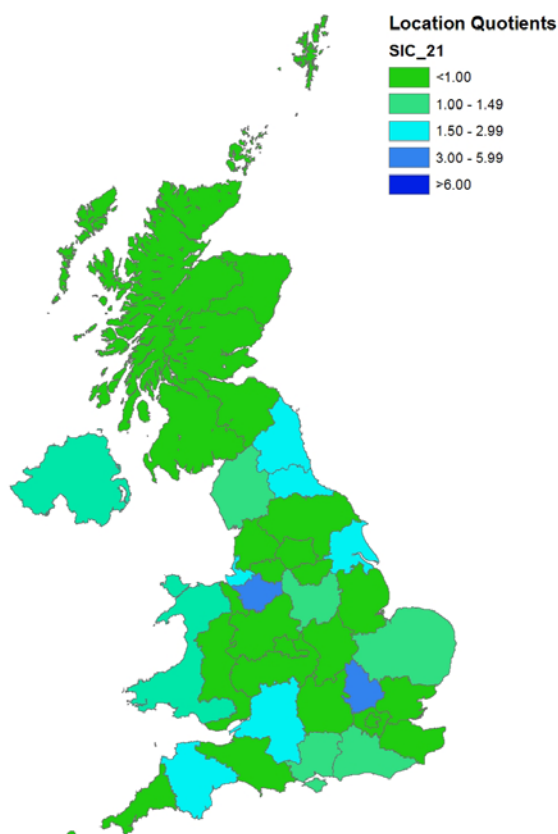 Location Quotients
SIC_21
<1.00
1.00 - 1.49
1.50 - 2.99
3.00 - 5.99
>6.00